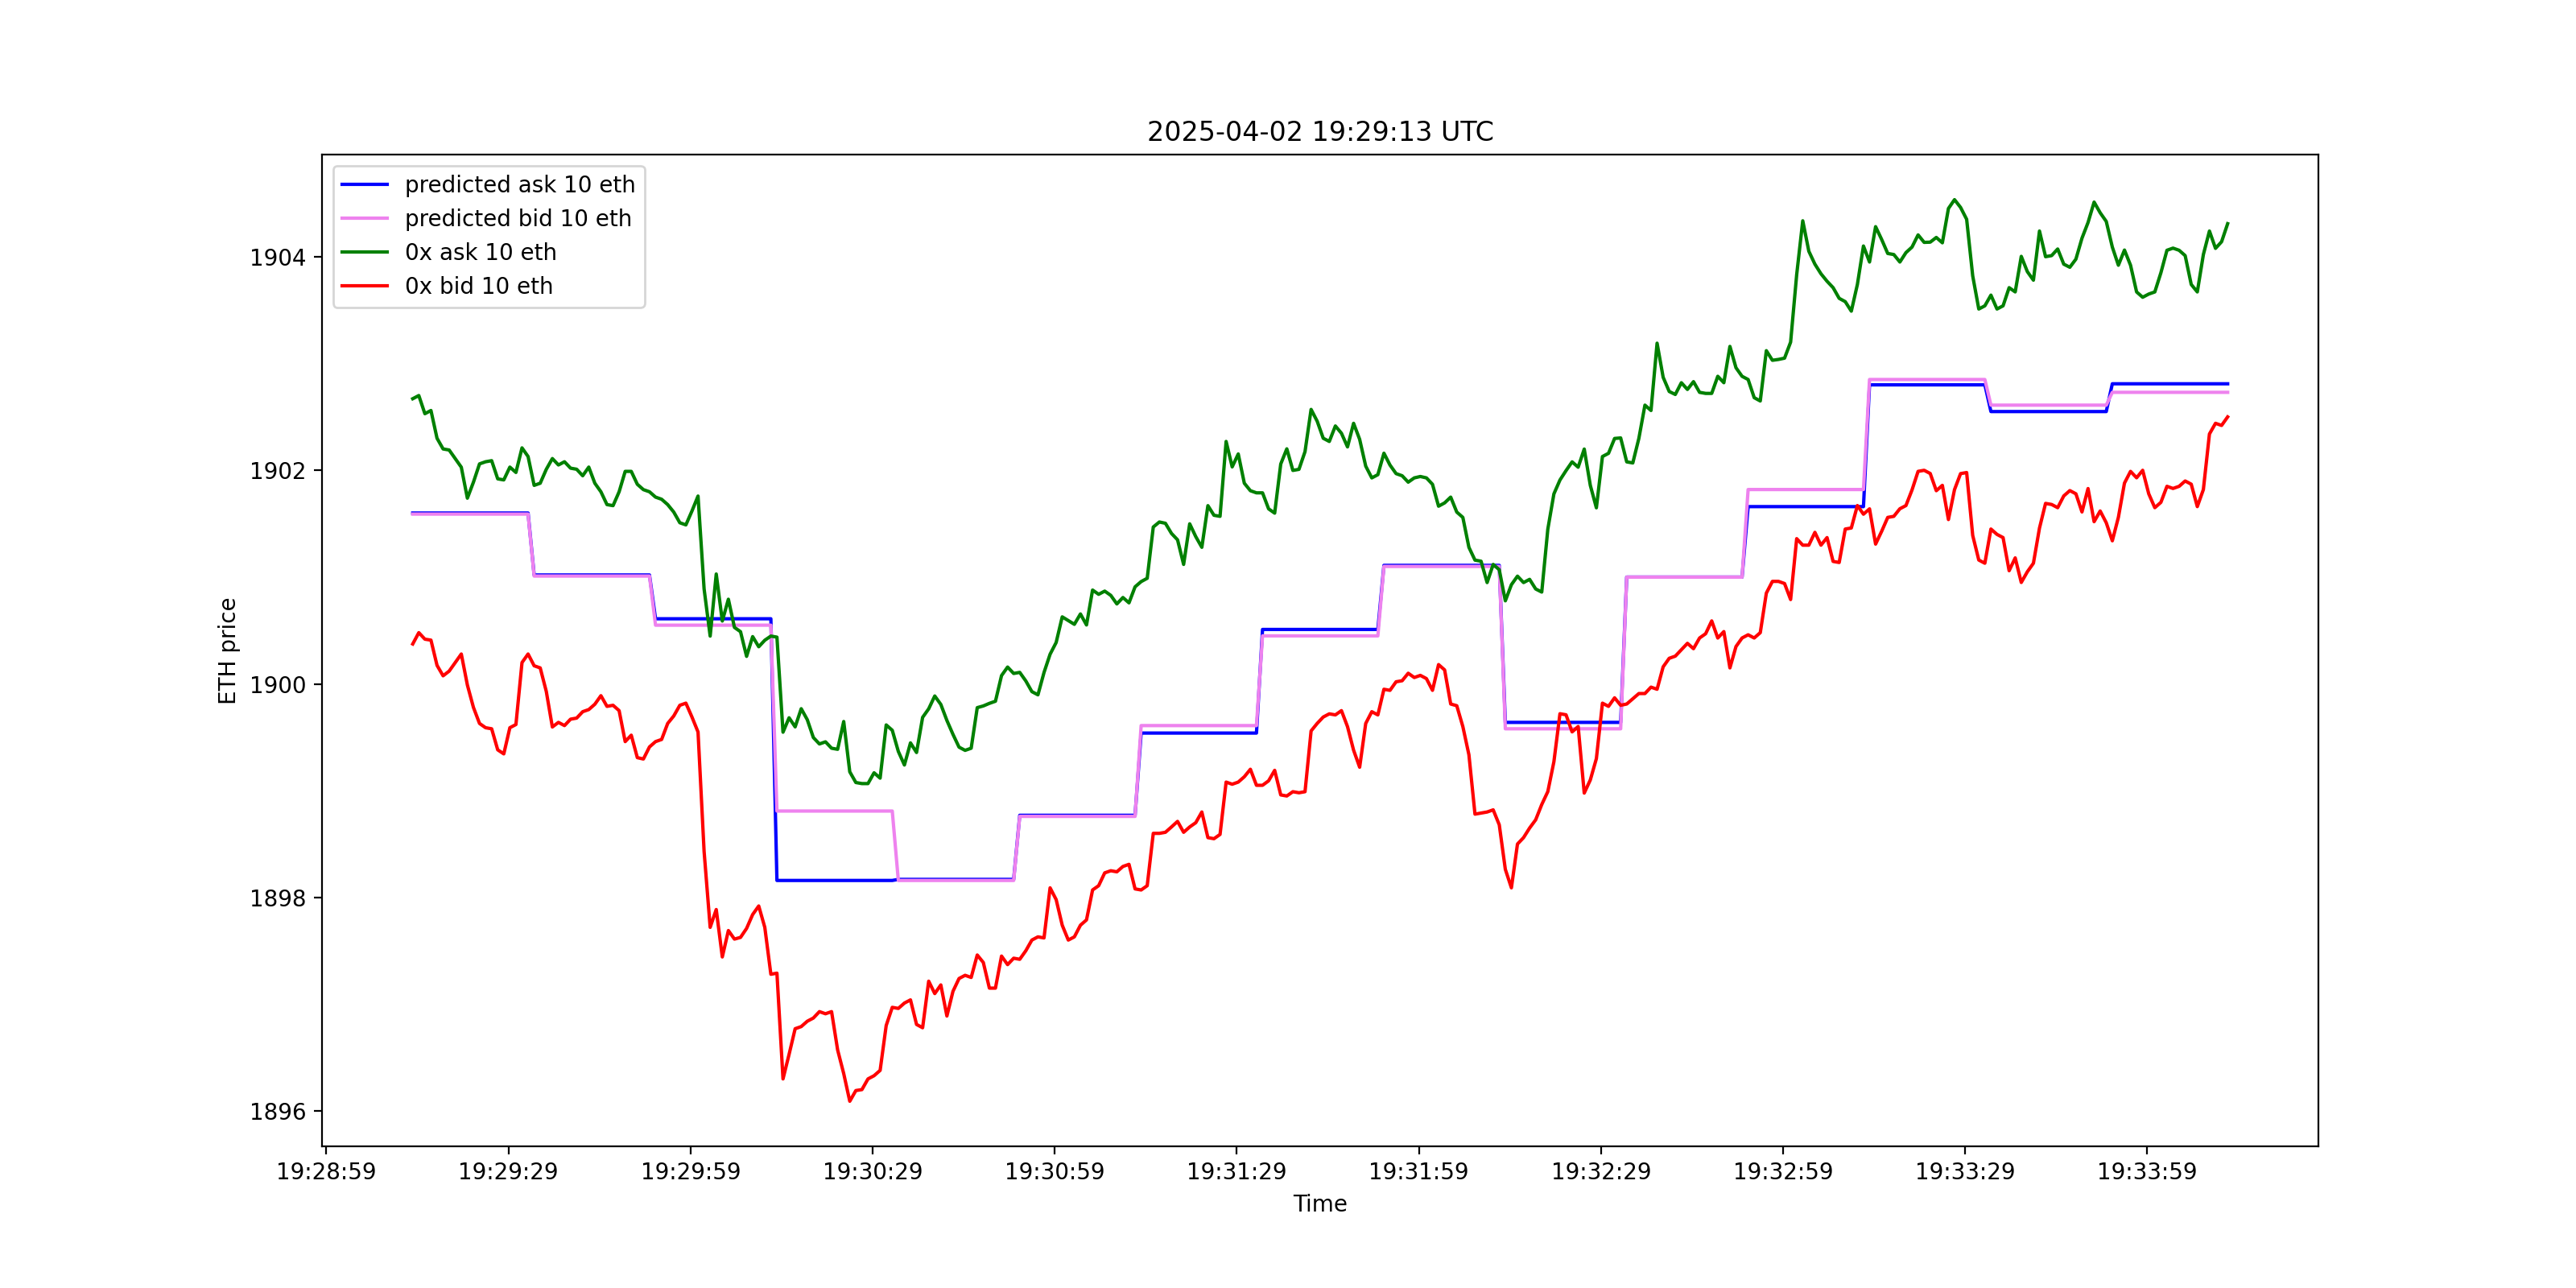 2025-04-02 19:29:13 UTC
predicted ask 10 eth
predicted bid 10 eth
0x ask 10 eth
0x bid 10 eth
ETH price
1904
1902
1900
1898
1896
19:28:59 19:29:29 19:29:59 19:30:29 19:30:59 19:31:29 19:31:59 19:32:29 19:32:59 19:33:29 19:33:59
Time